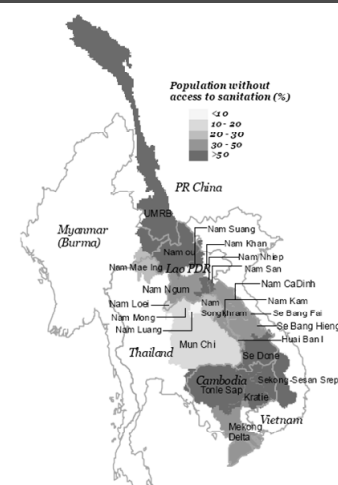 Population without
access to sanitation (%)
<10
10 - 20
20 - 30
30 - 50
>50
PR China
UMRB
Myanmar
(Burma)
Nam Suang
Nam ou
Nam Khan
Nam Nhiep
Nam Mae Ing
Lao PDR
Nam San
Nam CaDinh
Nam Ngum
Nam Loei
Nam
Songkhram
Nam Kam
Nam Mong
Se Bang Fai
Nam Luang
Se Bang Hieng
Huai Ban I
Mun Chi
Thailand
Se Done
Cambodia
Sekong-Sesan Srep
Tonle Sap
Kratie
Vietnam
Mekong
Delta